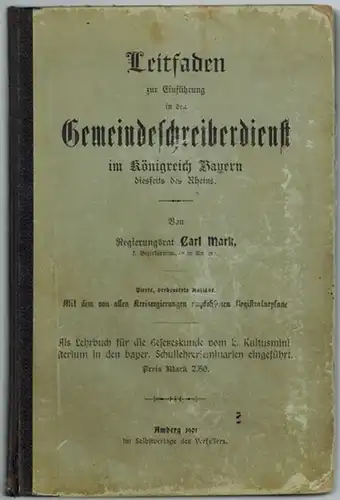 Leitfaden
zur Einführung
in den
Gemeindeschreiberdienst
im Königreich Bayern
diesseits des Rheins.
Von
Regierungsrat Carl Mark,
k.
verbesserte Auflage.
Mit dem von allen Kreisregierungen empfohlenen Registraturplane
Als Lehrbuch für die Gesetzeskunde vom k. Kultusmini
sterium in den bayer. Schullehrerseminarien eingeführt.
Preis Mark 2.50.
Amberg 1901
Im Selbstverlage des Verfassers.